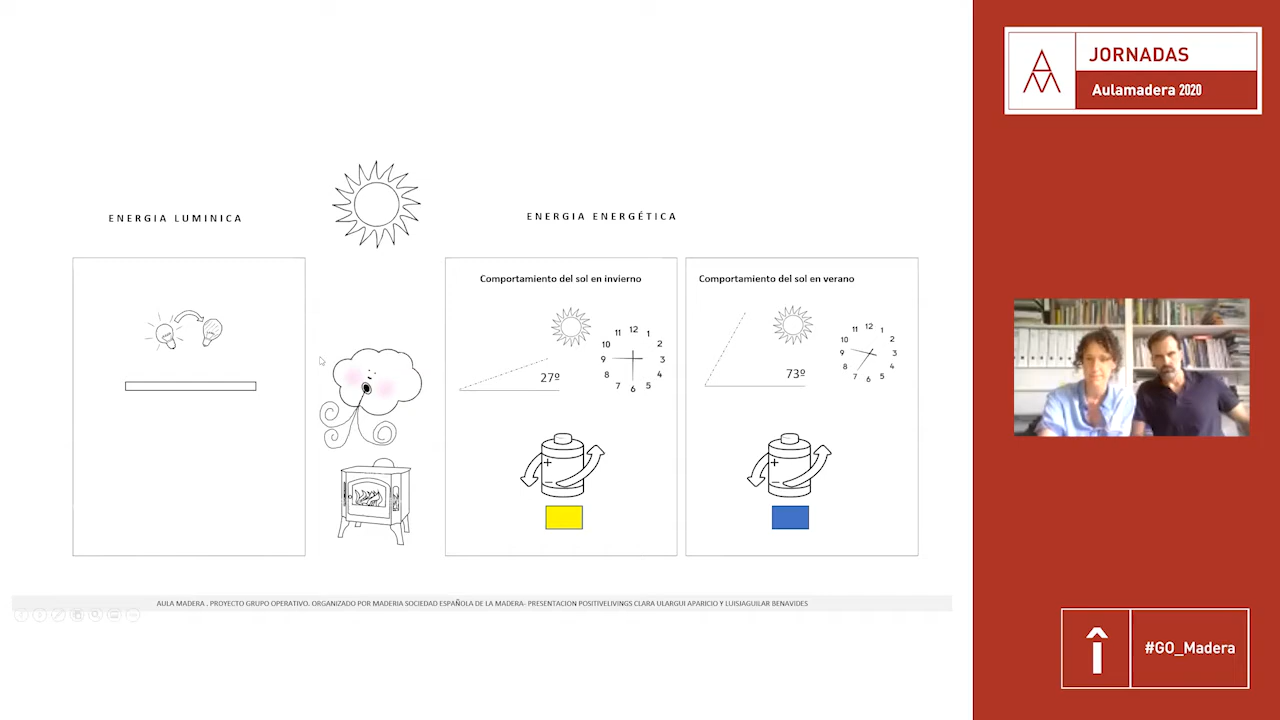 JORNADAS
Aulamadera 2020
ENERGIA LUMINICA
ENERGIA ENERGÉTICA
Comportamiento del sol en invierno
Comportamiento del sol en verano
27º
11 12 1
10 2
9 3
8 4
7 6 5
73º
11 12 1
10 2
9 3
8 4
7 6 5
+
−
+
−
AULA MADERA . PROYECTO GRUPO OPERATIVO. ORGANIZADO POR MADERIA SOCIEDAD ESPAÑOLA DE LA MADERA- PRESENTACION POSITIVELIVINGS CLARA ULARGUI APARICIO Y LUISJAGUILAR BENAVIDES
#GO_Madera